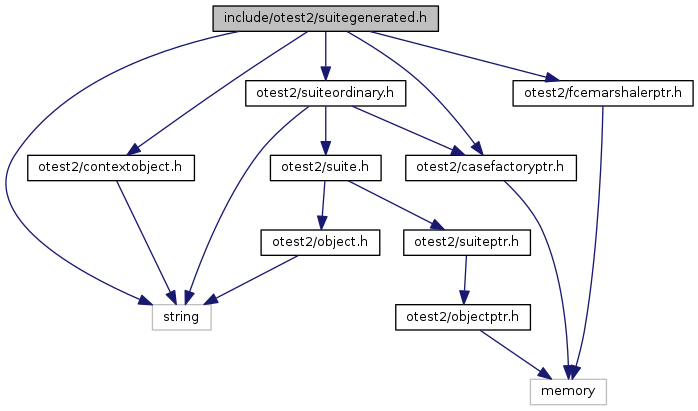 include/otest2/suitegenerated.h
otest2/suiteordinary.h
otest2/fcemarshalerptr.h
otest2/contextobject.h
otest2/suite.h
otest2/casefactoryptr.h
otest2/object.h
otest2/suiteptr.h
string
otest2/objectptr.h
memory